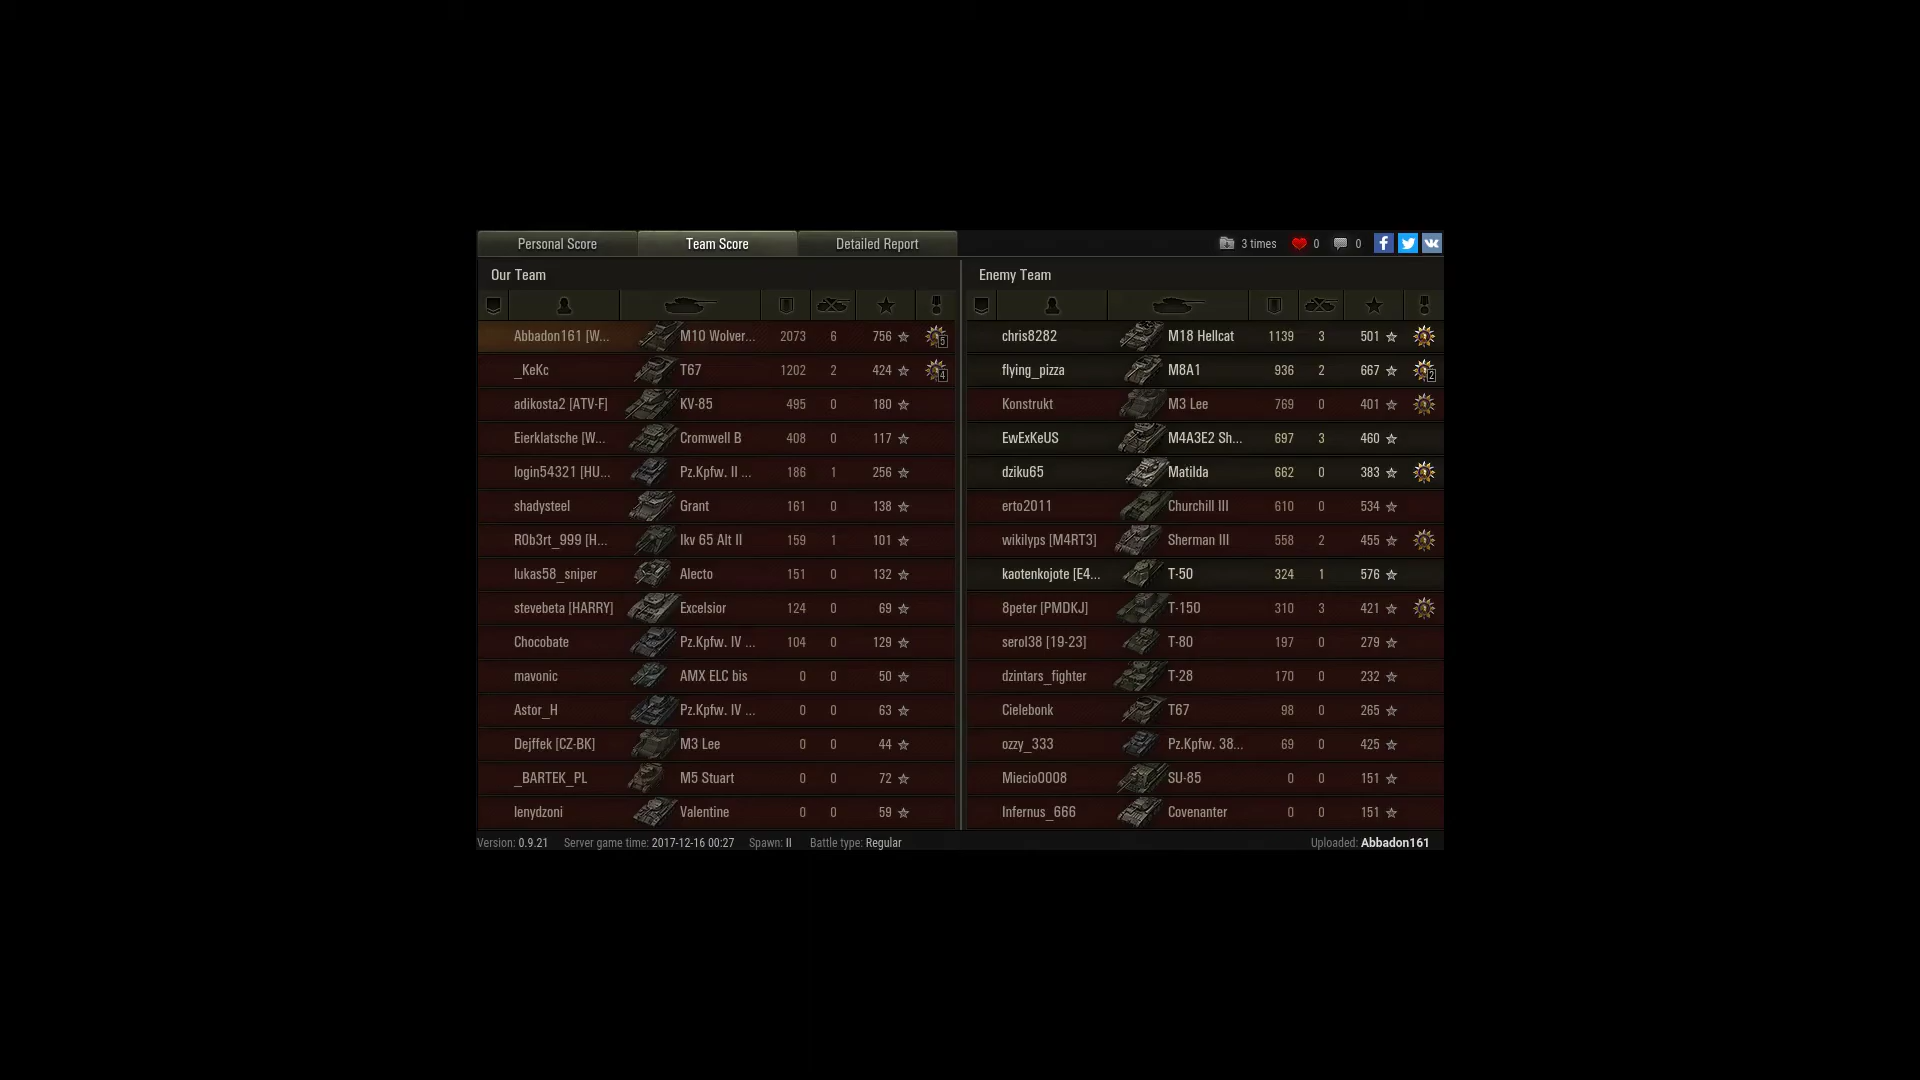 Personal Score Team Score Detailed Report 3 times 0 0
Our Team Enemy Team
Abbadon161 [W... M10 Wolver... 2073 6 756 5 chris8282 M18 Hellcat 1139 3 501
_KeKc T67 1202 2 424 4 flying_pizza M8A1 936 2 667 2
adikosta2 [ATV-F] KV-85 495 0 180 Konstrukt M3 Lee 769 0 401
Eierklatsche [W... Cromwell B 408 0 117 EwExKeUS M4A3E2 Sh... 697 3 460
login54321 [HU... Pz.Kpfw. II ... 186 1 256 dziku65 Matilda 662 0 383
shadysteel Grant 161 0 138 erto2011 Churchill III 610 0 534
R0b3rt_999 [H... Ikv 65 Alt II 159 1 101 wikilyps [M4RT3] Sherman III 558 2 455
lukas58_sniper Alecto 151 0 132 kaotenkojote [E4... T-50 324 1 576
stevebeta [HARRY] Excelsior 124 0 69 8peter [PMDKJ] T-150 310 3 421
Chocobate Pz.Kpfw. IV ... 104 0 129 serol38 [19-23] T-80 197 0 279
mavonic AMX ELC bis 0 0 50 dzintars_fighter T-28 170 0 232
Astor_H Pz.Kpfw. IV ... 0 0 63 Cielebonk T67 98 0 265
Dejffek [CZ-BK] M3 Lee 0 0 44 ozzy_333 Pz.Kpfw. 38... 69 0 425
_BARTEK_PL M5 Stuart 0 0 72 Miecio0008 SU-85 0 0 151
lenydzoni Valentine 0 0 59 Infernus_666 Covenanter 0 0 151
Version: 0.9.21 Server game time: 2017-12-16 00:27 Spawn: II Battle type: Regular Uploaded: Abbadon161